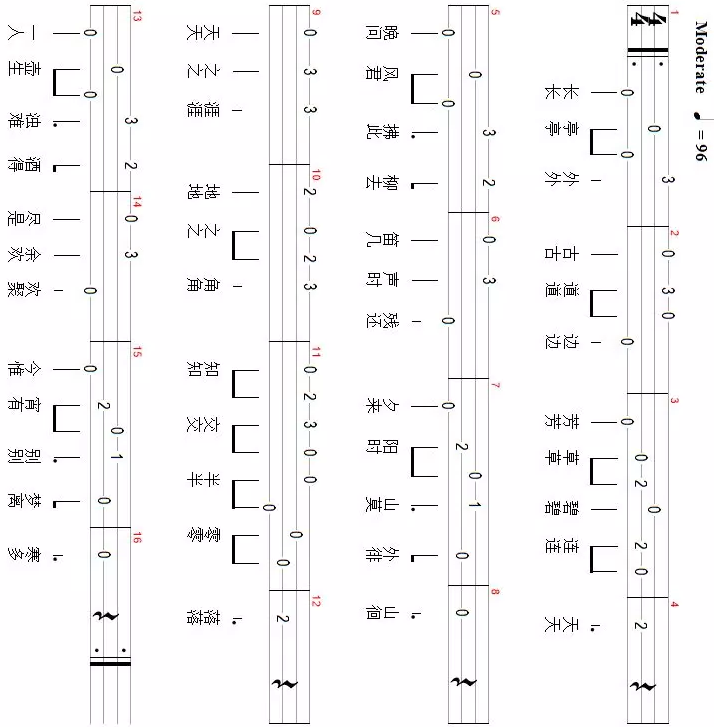 Moderate ♩ = 96
1 2 3 4
4/4 0 0 0 3 0 3 0 0 0 0 2 0 2 0 2
长 亭 外 古 道 边 芳 草 碧 连 天
长 亭 外 古 道 边 芳 草 碧 连 天
5 6 7 8
0 0 0 3 2 0 3 0 0 2 0 1 0 0
晚 风 拂 柳 笛 声 残 夕 阳 山 外 山
问 君 此 去 几 时 还 来 时 莫 徘 徊
9 10 11 12
0 3 3 2 0 2 3 0 2 3 0 0 0 0 0 2
天 之 涯 地 之 角 知 交 半 零 落
天 之 涯 地 之 角 知 交 半 零 落
13 14 15 16
0 0 0 3 2 0 3 0 0 2 0 1 0 0
一 壶 浊 酒 尽 余 欢 今 宵 别 梦 寒
人 生 难 得 是 欢 聚 惟 有 别 离 多